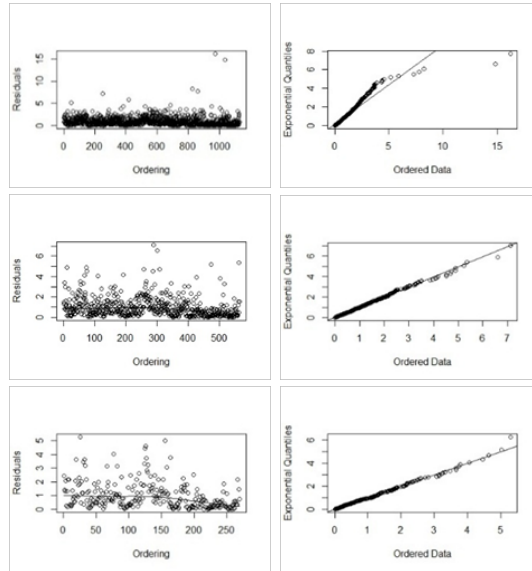 Residuals
15
10
5
0
0 200 400 600 800 1000
Ordering
Exponential Quantiles
8
6
4
2
0
0 5 10 15
Ordered Data
Residuals
6
4
2
0
0 100 200 300 400 500
Ordering
Exponential Quantiles
6
4
2
0
0 1 2 3 4 5 6 7
Ordered Data
Residuals
5
4
3
2
1
0
0 50 100 150 200 250
Ordering
Exponential Quantiles
6
4
2
0
0 1 2 3 4 5
Ordered Data